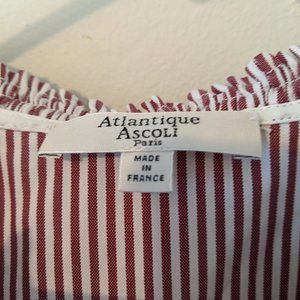 Atlantique
ASCOLI
Paris
MADE
IN
FRANCE